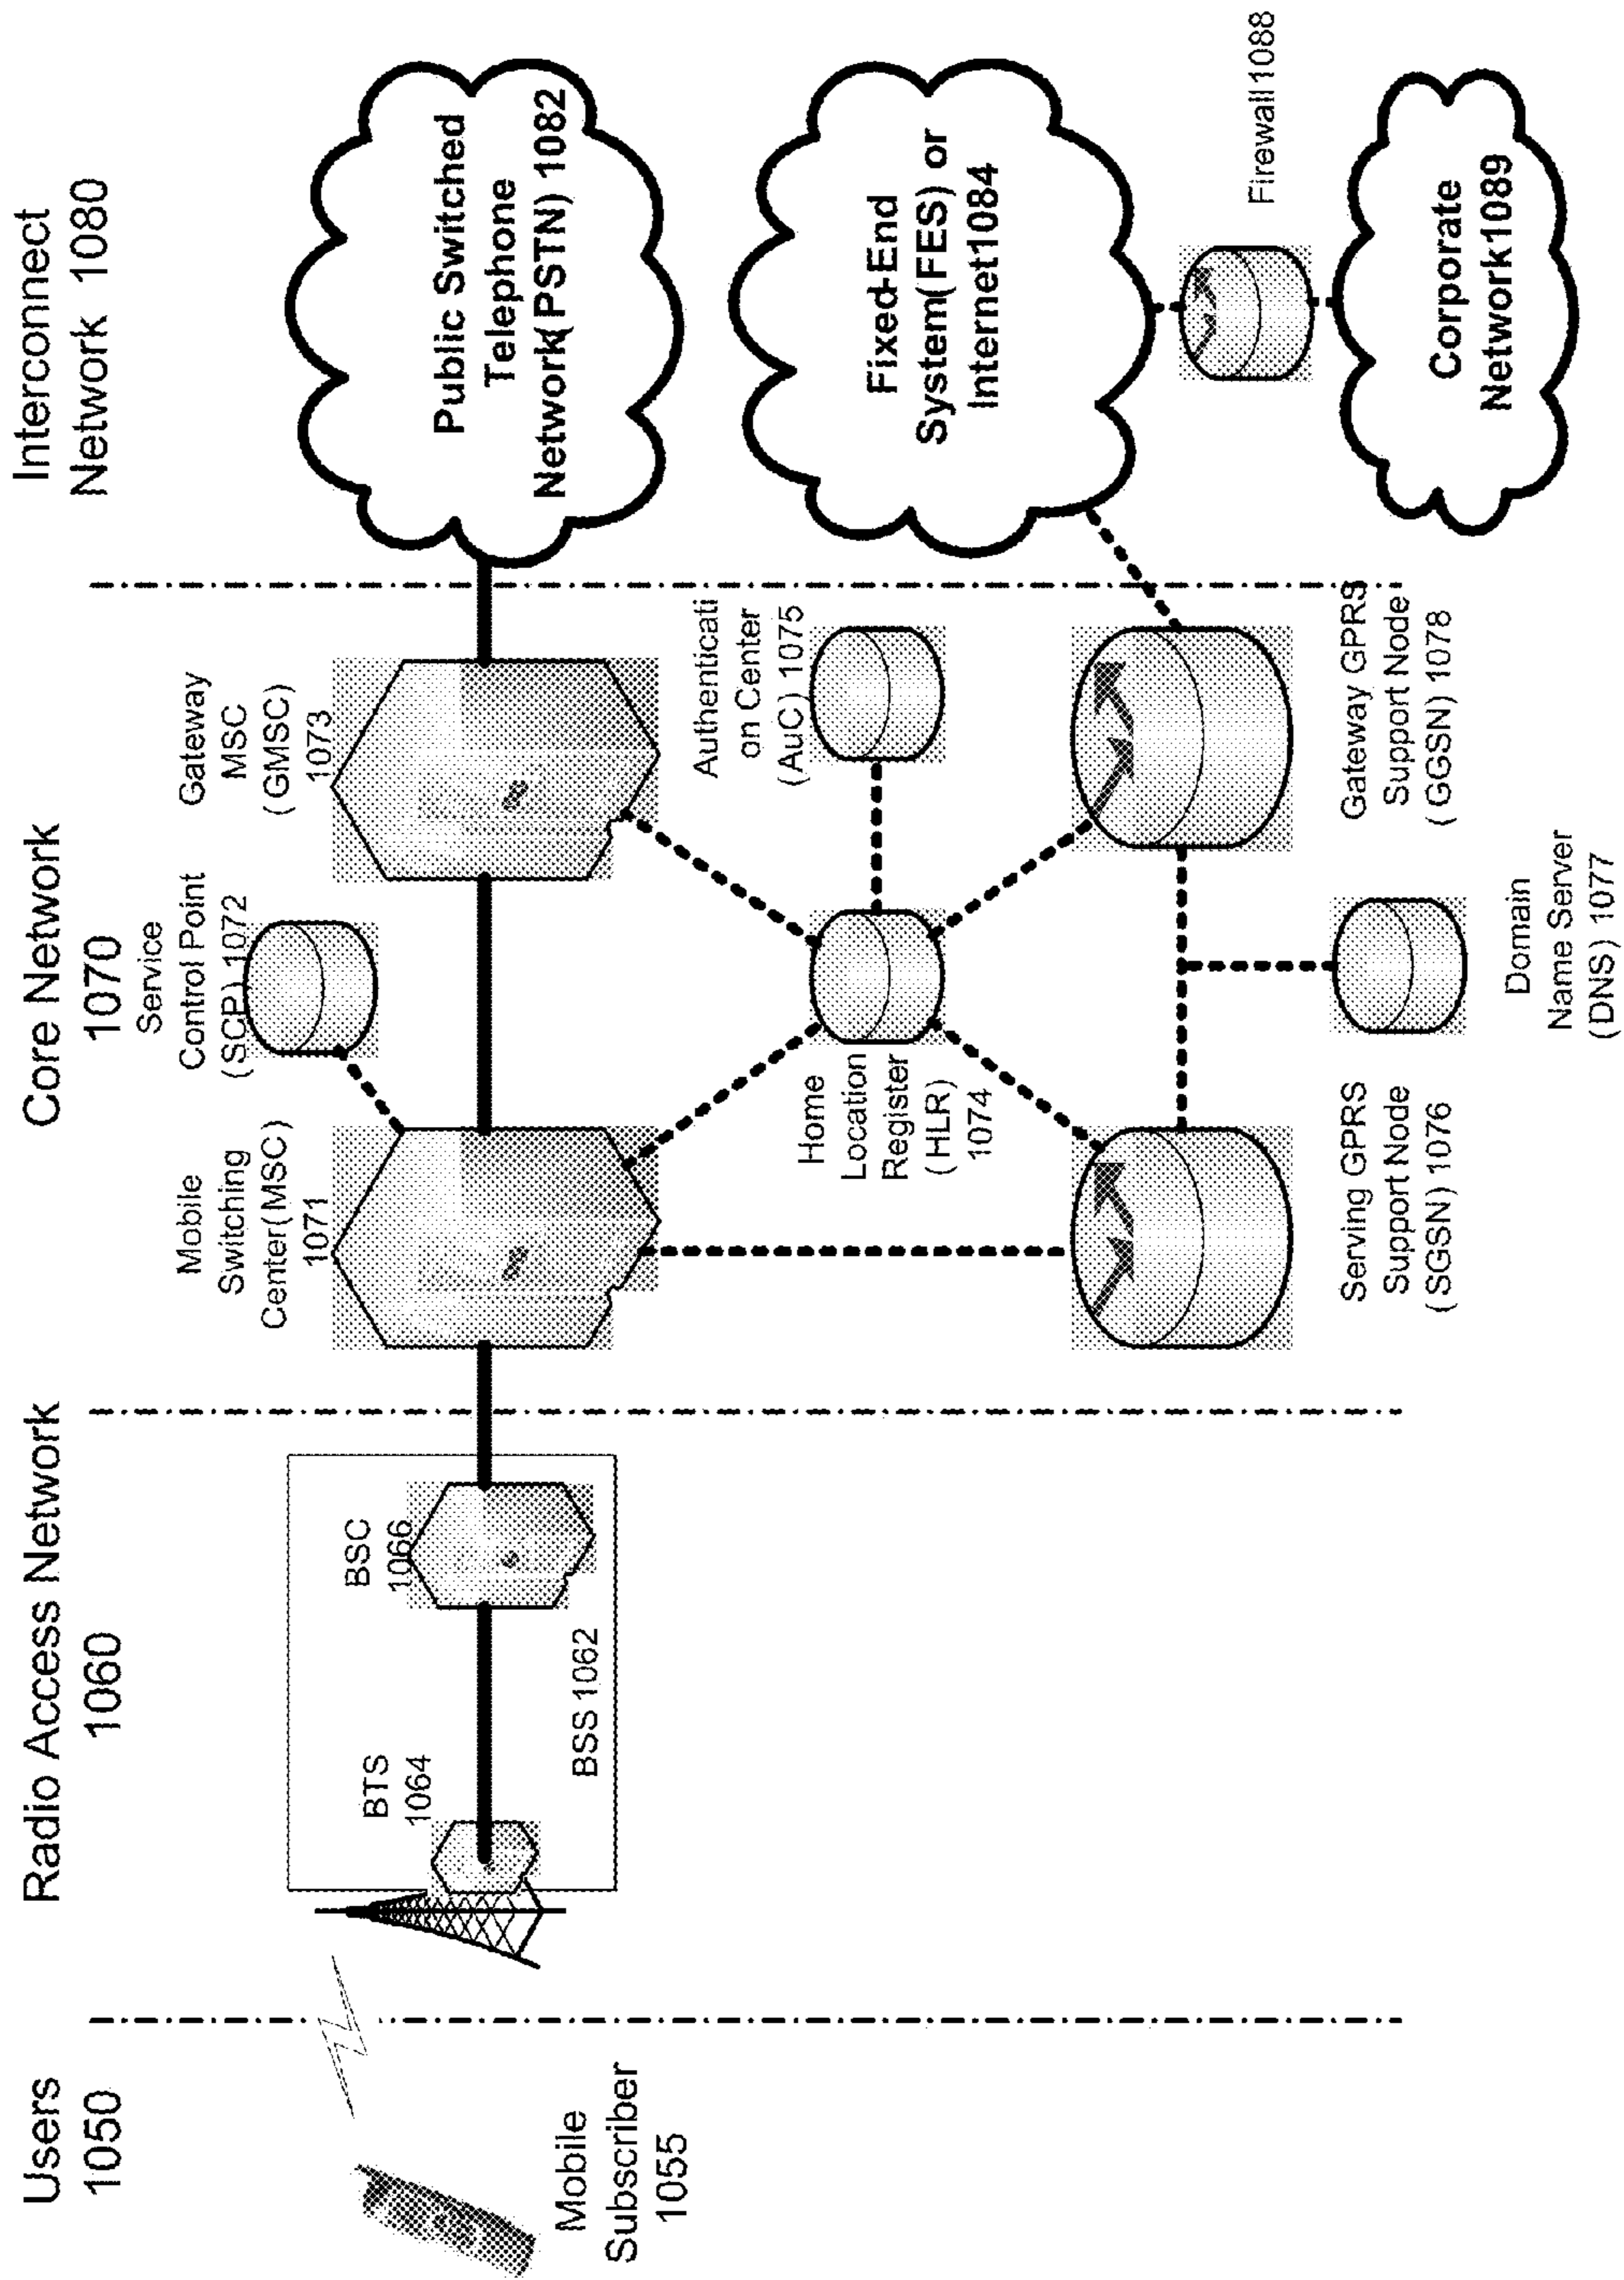 Users
1050
Radio Access Network
1060
Core Network
1070
Interconnect
Network 1080
Mobile
Subscriber
1055
BTS
1064
BSC
1066
BSS 1062
Mobile
Switching
Center(MSC)
1071
Service
Control Point
(SCP) 1072
Gateway
MSC
(GMSC)
1073
Home
Location
Register
(HLR)
1074
Authenticati
on Center
(AuC) 1075
Serving GPRS
Support Node
(SGSN) 1076
Domain
Name Server
(DNS) 1077
Gateway GPRS
Support Node
(GGSN) 1078
Public Switched
Telephone
Network(PSTN) 1082
Fixed-End
System(FES) or
Internet1084
Firewall1088
Corporate
Network1089